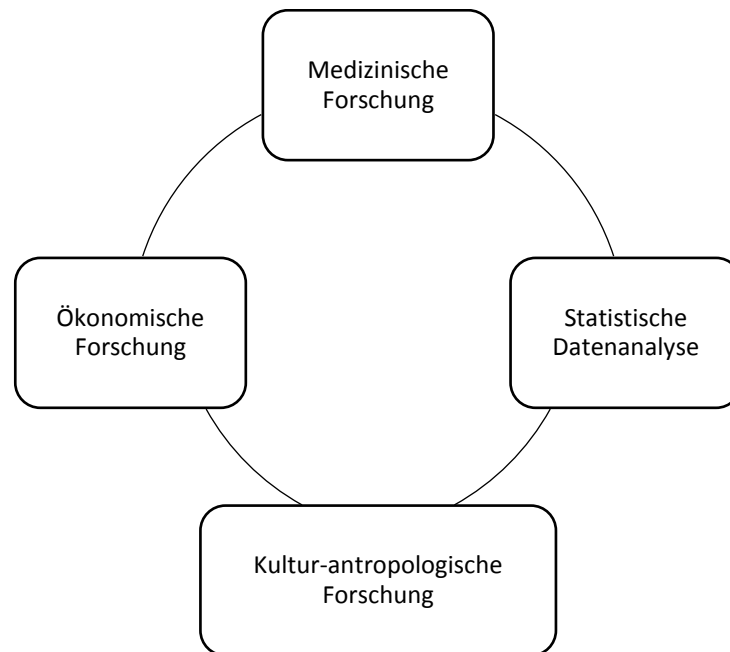 Medizinische
Forschung
Ökonomische
Forschung
Statistische
Datenanalyse
Kultur-antropologische
Forschung